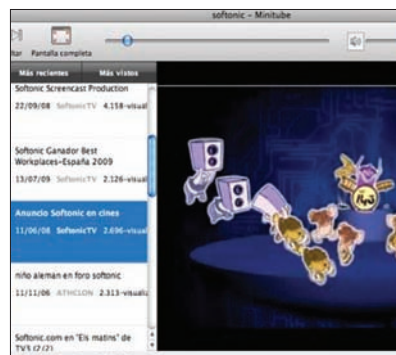 softonic – Minitube
Pantalla completa
Más recientes Más vistos
Softonic Screencast Production
22/09/08 SoftonicTV 4.158-visual
Softonic Ganador Best
Workplaces-España 2009
13/07/09 SoftonicTV 2.126-visual
Anuncio Softonic en cines
11/06/08 SoftonicTV 2.696-visual
niño aleman en foro softonic
11/11/06 ATHCLON 2.313-visuali
Softonic.com en "Els matins" de
TV3 (2/2)